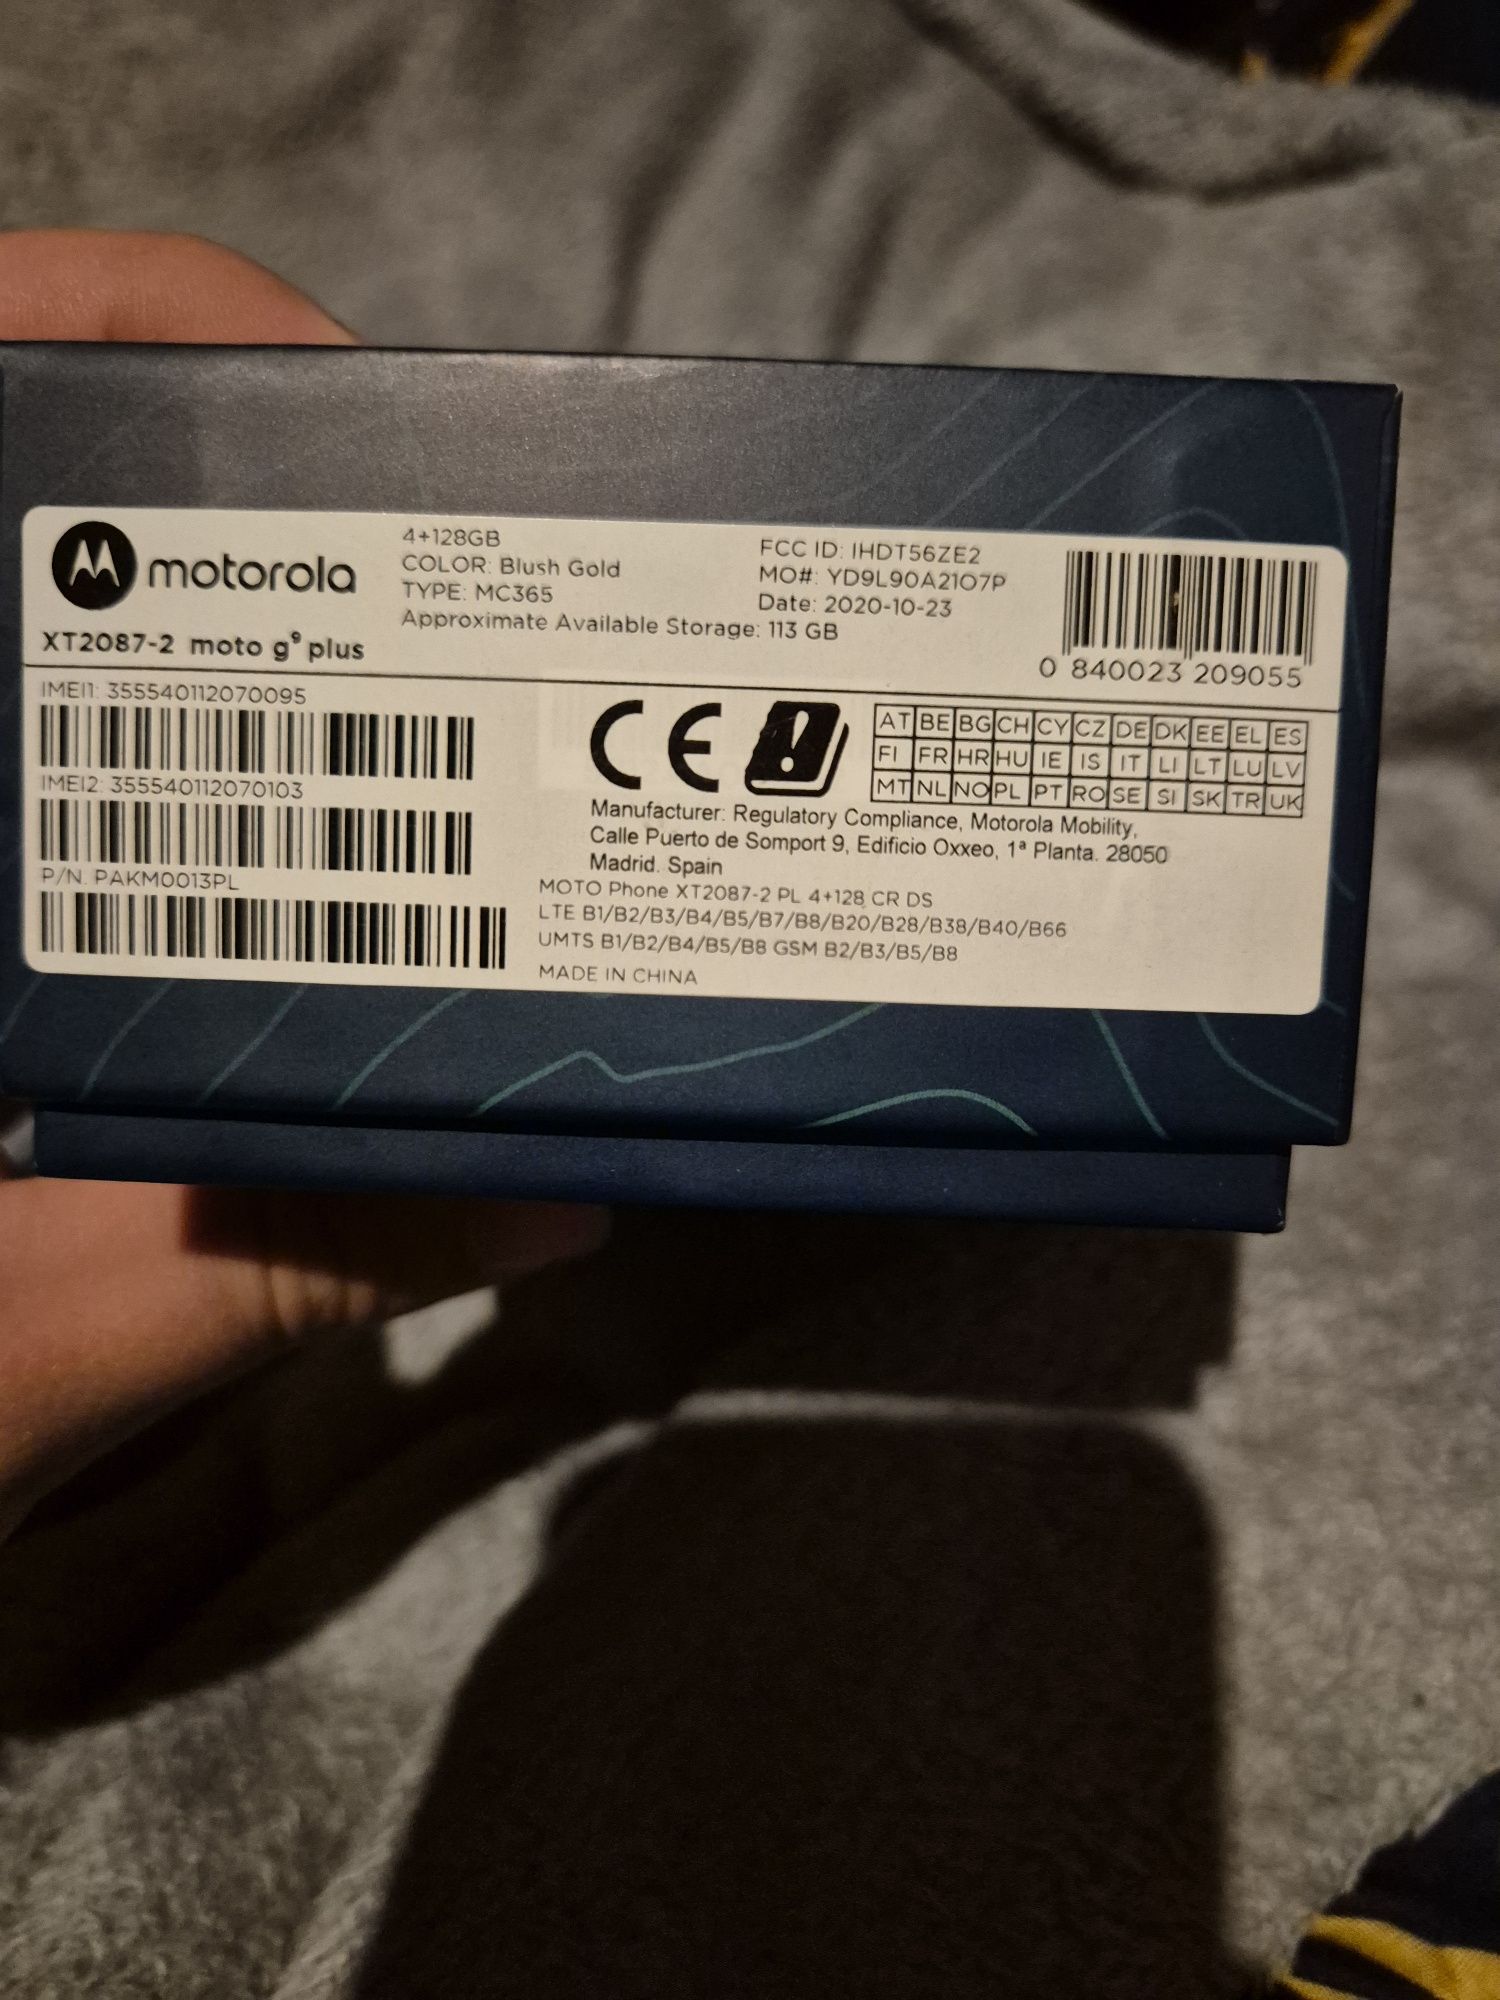 motorola
XT2087-2 moto g⁹ plus
4+128GB
COLOR: Blush Gold
TYPE: MC365
Approximate Available Storage: 113 GB
FCC ID: IHDT56ZE2
MO#: YD9L90A21O7P
Date: 2020-10-23
0 840023 209055
IMEI1: 355540112070095
IMEI2: 355540112070103
P/N. PAKM0013PL
CE
AT BE BG CH CY CZ DE DK EE EL ES
FI FR HR HU IE IS IT LI LT LU LV
MT NL NO PL PT RO SE SI SK TR UK
Manufacturer: Regulatory Compliance, Motorola Mobility,
Calle Puerto de Somport 9, Edificio Oxxeo, 1ª Planta. 28050
Madrid. Spain
MOTO Phone XT2087-2 PL 4+128 CR DS
LTE B1/B2/B3/B4/B5/B7/B8/B20/B28/B38/B40/B66
UMTS B1/B2/B4/B5/B8 GSM B2/B3/B5/B8
MADE IN CHINA